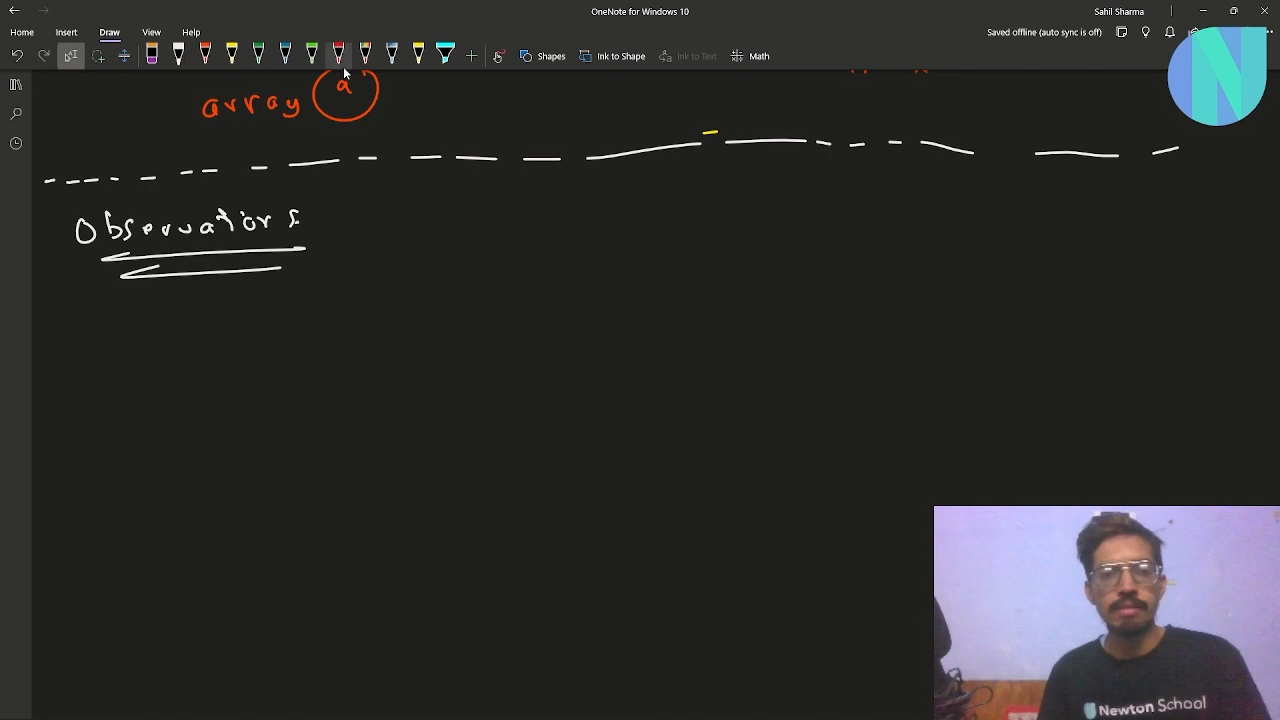 OneNote for Windows 10
Sahil Sharma
Home Insert Draw View Help
Saved offline (auto sync is off)
Shapes Ink to Shape Ink to Text Math
array a
Observations
Newton School